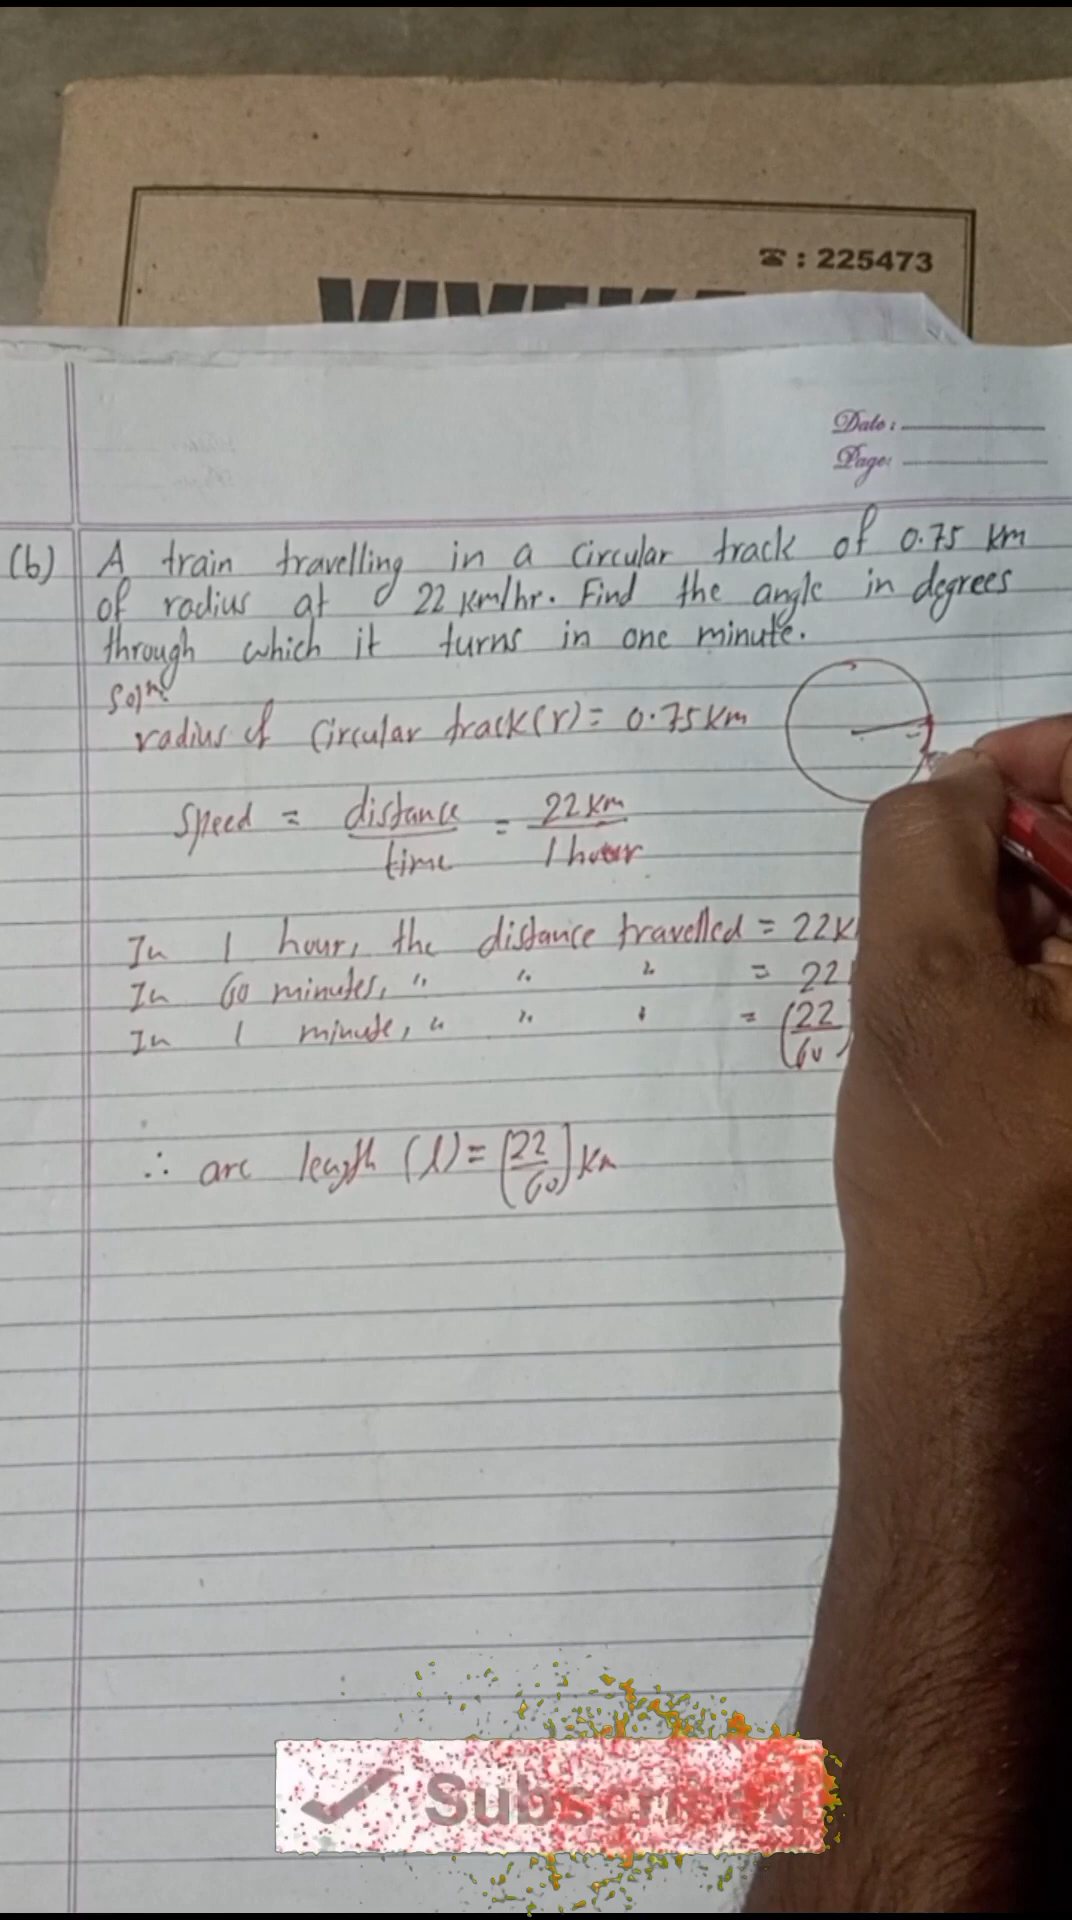 ☎ : 225473
Date :
Page:
(b) A train travelling in a circular track of 0.75 km
of radius at 22 km/hr. Find the angle in degrees
through which it turns in one minute.
Soln
radius of circular track (r) = 0.75 km
Speed = distance/time = 22 km/1 hour
In 1 hour, the distance travelled = 22 k
In 60 minutes, " " " = 22
In 1 minute, " " " = (22/60)
∴ arc length (l) = (22/60) km
Subscribed